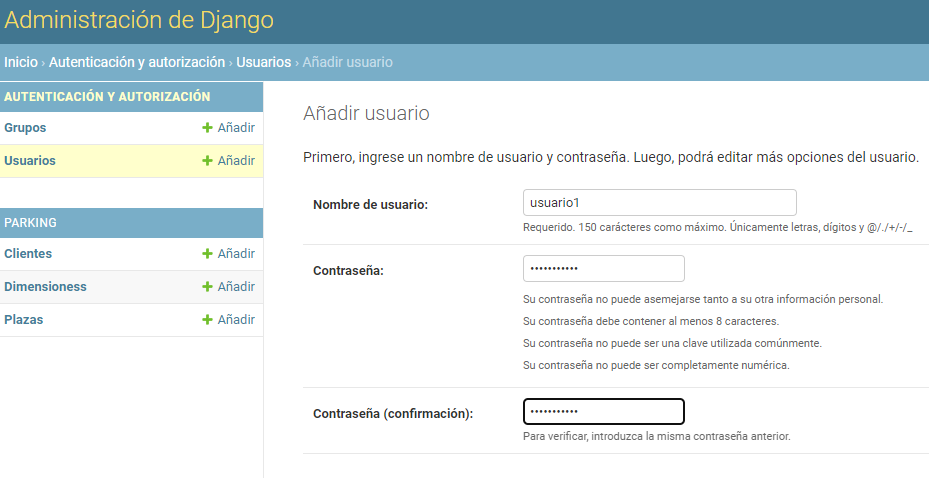 Administración de Django
Inicio › Autenticación y autorización › Usuarios › Añadir usuario
AUTENTICACIÓN Y AUTORIZACIÓN
Grupos + Añadir
Usuarios + Añadir
PARKING
Clientes + Añadir
Dimensioness + Añadir
Plazas + Añadir
Añadir usuario
Primero, ingrese un nombre de usuario y contraseña. Luego, podrá editar más opciones del usuario.
Nombre de usuario: usuario1
Requerido. 150 carácteres como máximo. Únicamente letras, dígitos y @/./+/-/_
Contraseña: •••••••••••
Su contraseña no puede asemejarse tanto a su otra información personal.
Su contraseña debe contener al menos 8 caracteres.
Su contraseña no puede ser una clave utilizada comúnmente.
Su contraseña no puede ser completamente numérica.
Contraseña (confirmación): •••••••••••
Para verificar, introduzca la misma contraseña anterior.